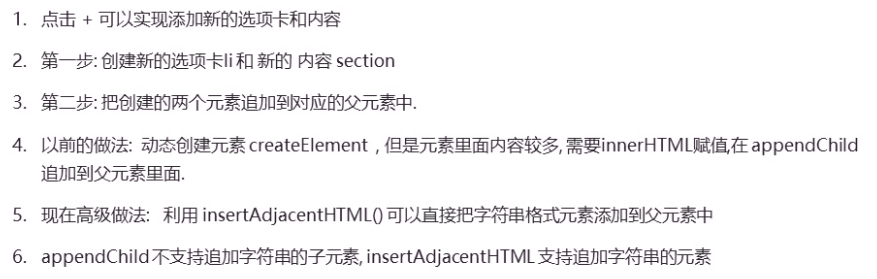 1. 点击 + 可以实现添加新的选项卡和内容
2. 第一步: 创建新的选项卡li 和 新的 内容 section
3. 第二步: 把创建的两个元素追加到对应的父元素中.
4. 以前的做法: 动态创建元素 createElement , 但是元素里面内容较多, 需要innerHTML赋值,在 appendChild
追加到父元素里面.
5. 现在高级做法: 利用 insertAdjacentHTML() 可以直接把字符串格式元素添加到父元素中
6. appendChild 不支持追加字符串的子元素, insertAdjacentHTML 支持追加字符串的元素